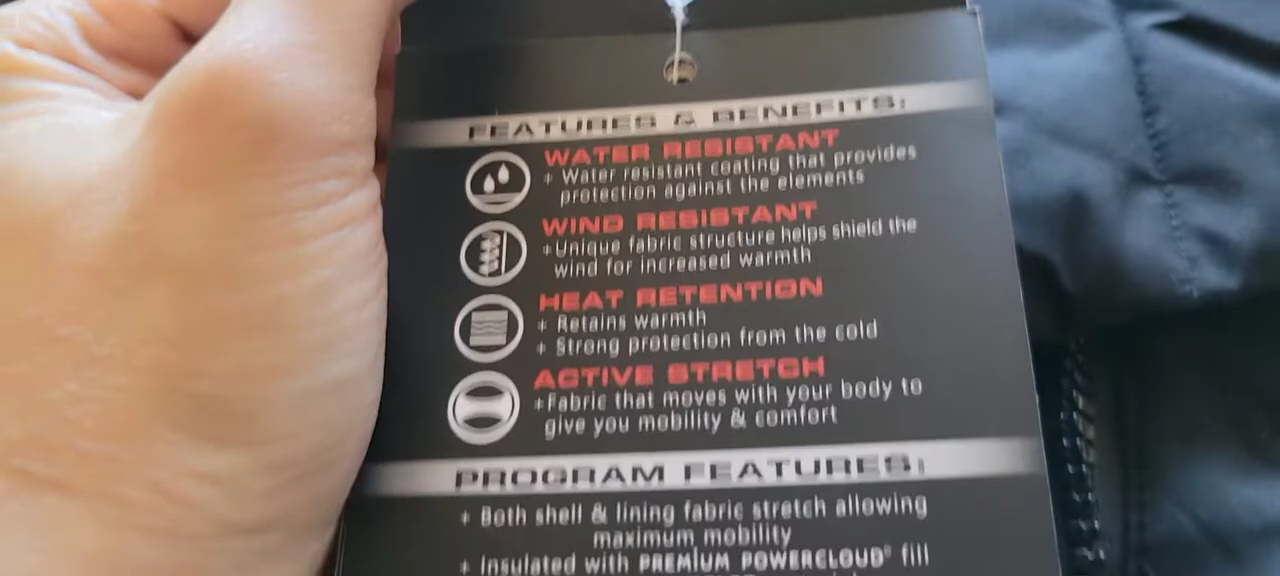 FEATURES & BENEFITS:
WATER RESISTANT
+ Water resistant coating that provides
protection against the elements
WIND RESISTANT
+Unique fabric structure helps shield the
wind for increased warmth
HEAT RETENTION
+ Retains warmth
+ Strong protection from the cold
ACTIVE STRETCH
+Fabric that moves with your body to
give you mobility & comfort
PROGRAM FEATURES:
+ Both shell & lining fabric stretch allowing
maximum mobility
+ Insulated with PREMIUM POWERCLOUD® fill